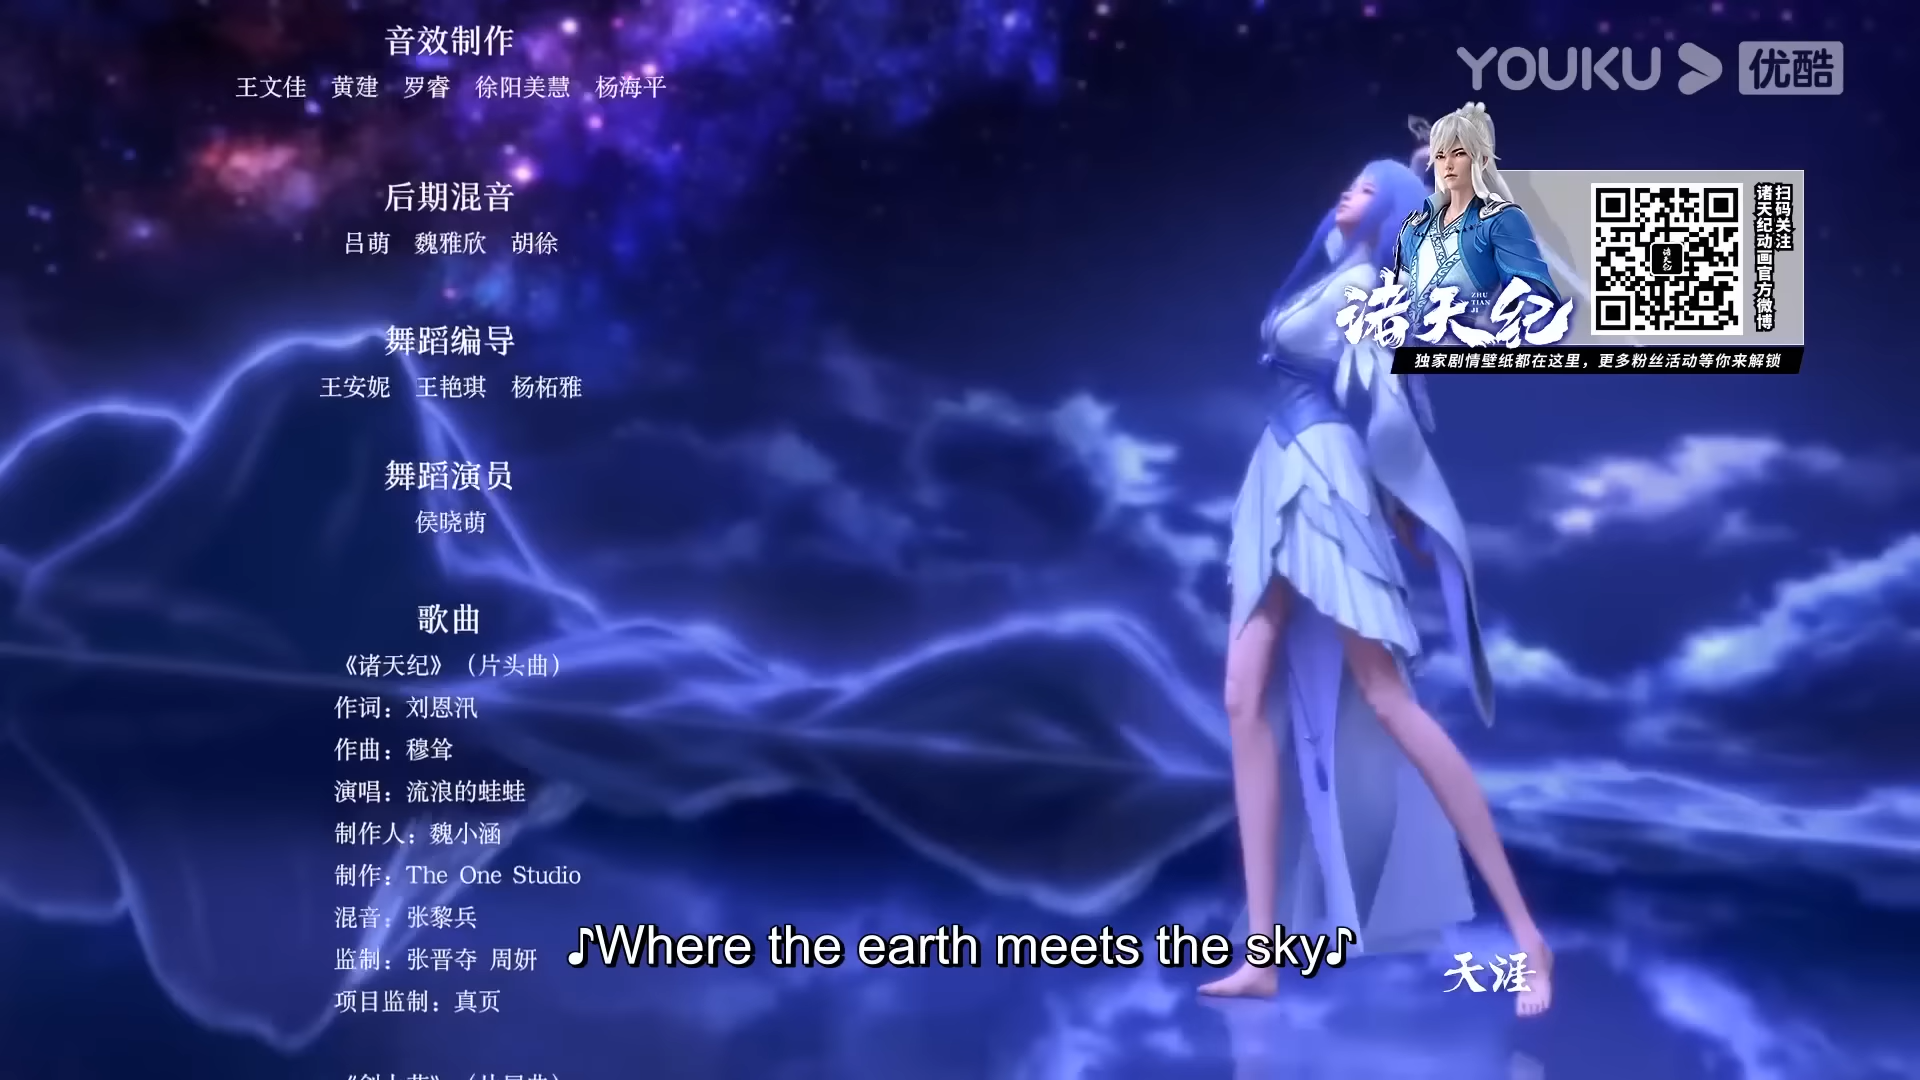 音效制作
王文佳 黄建 罗睿 徐阳美慧 杨海平
后期混音
吕萌 魏雅欣 胡徐
舞蹈编导
王安妮 王艳琪 杨柘雅
舞蹈演员
侯晓萌
歌曲
《诸天纪》（片头曲）
作词：刘恩汛
作曲：穆耸
演唱：流浪的蛙蛙
制作人：魏小涵
制作：The One Studio
混音：张黎兵
监制：张晋夺 周妍
项目监制：真页
YOUKU 优酷
扫码关注
诸天纪动画官方微博
诸天纪
ZHU
TIAN
JI
独家剧情壁纸都在这里，更多粉丝活动等你来解锁
♪Where the earth meets the sky♪
天涯